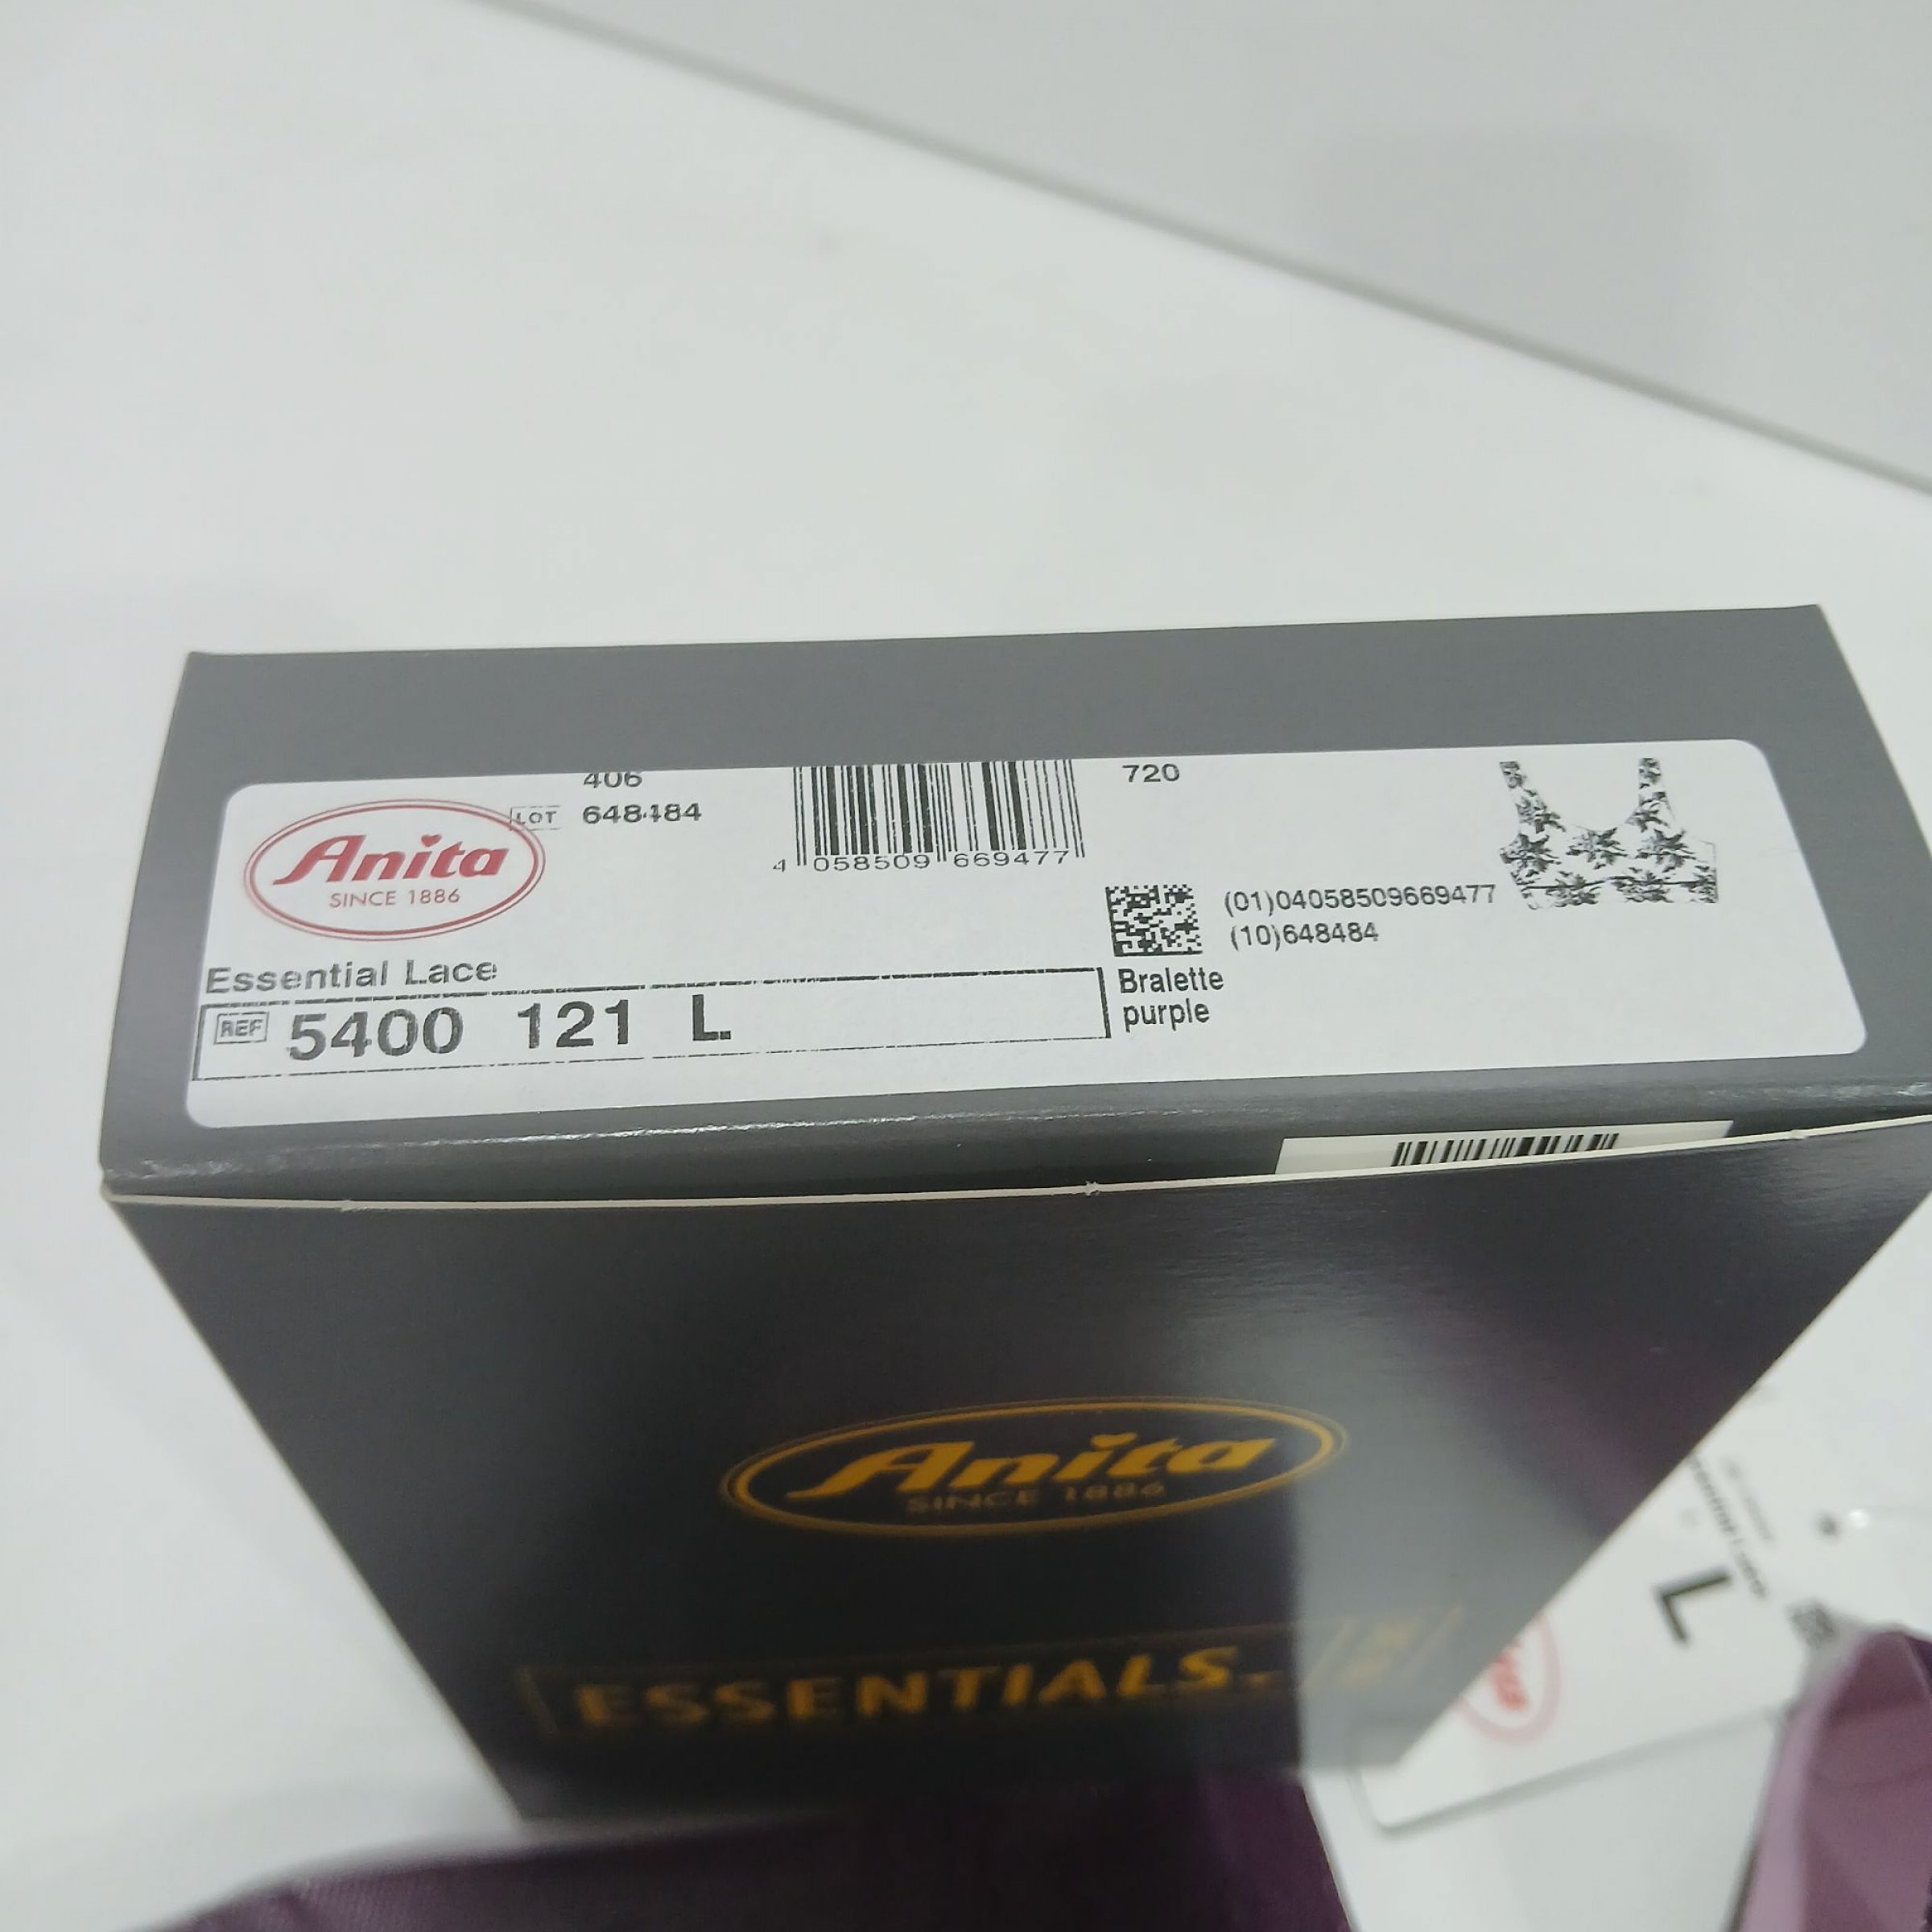 406
720
LOT 648484
Anita
SINCE 1886
4 058509 669477
(01)04058509669477
(10)648484
Essential Lace
Bralette
purple
REF 5400 121 L
Anita
SINCE 1886
ESSENTIALS
L